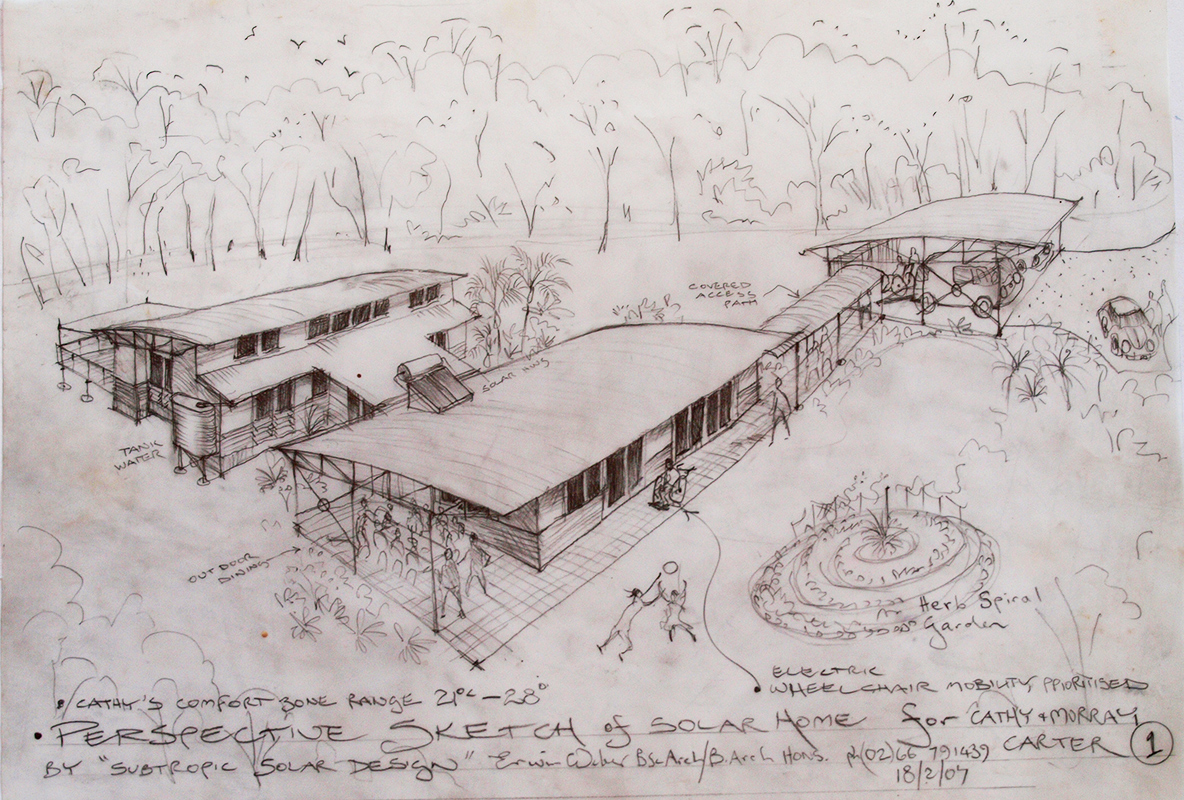 COVERED
ACCESS
PATH
SOLAR HWS
TANK
WATER
OUTDOOR
DINING
Herb Spiral
Garden
ELECTRIC
WHEELCHAIR MOBILITY PRIORITISED
• CATHY'S COMFORT ZONE RANGE 21°C – 28°
• PERSPECTIVE SKETCH of SOLAR HOME for CATHY & MORRAY
CARTER 1
BY "SUBTROPIC SOLAR DESIGN" Erwin Weber BSc Arch/B.Arch HONS. ph(02)66 791439
18/2/07